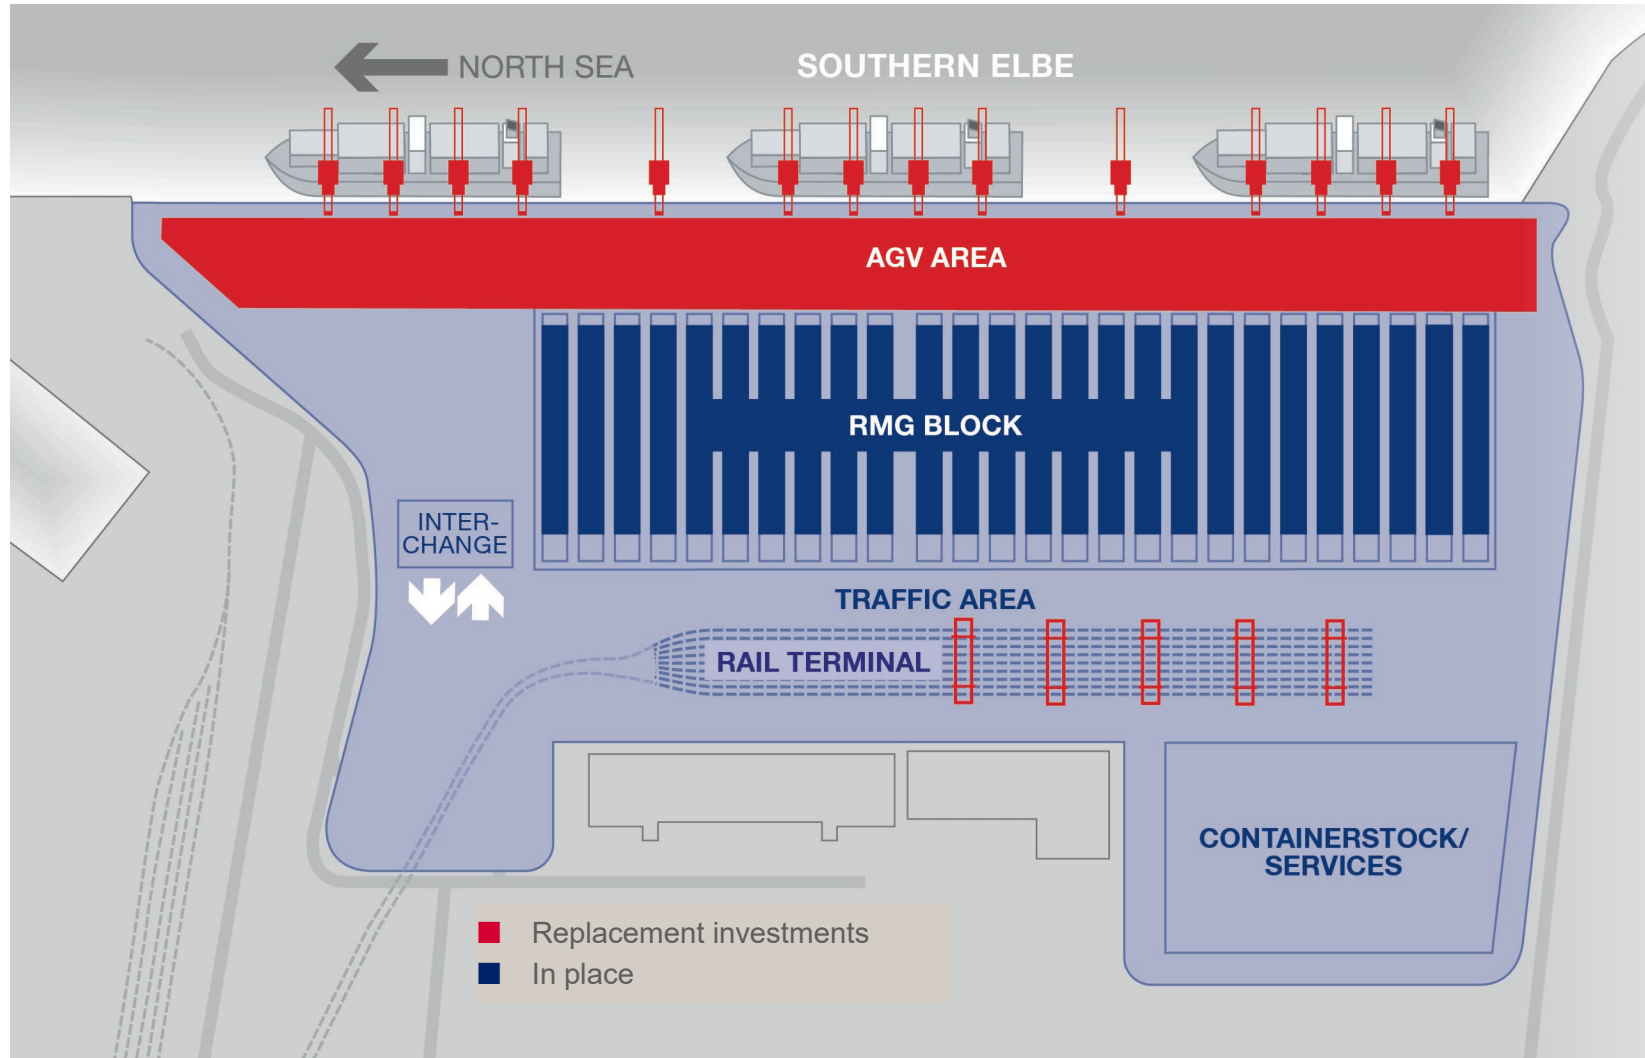 NORTH SEA
SOUTHERN ELBE
AGV AREA
RMG BLOCK
INTER-
CHANGE
TRAFFIC AREA
RAIL TERMINAL
CONTAINERSTOCK/
SERVICES
Replacement investments
In place